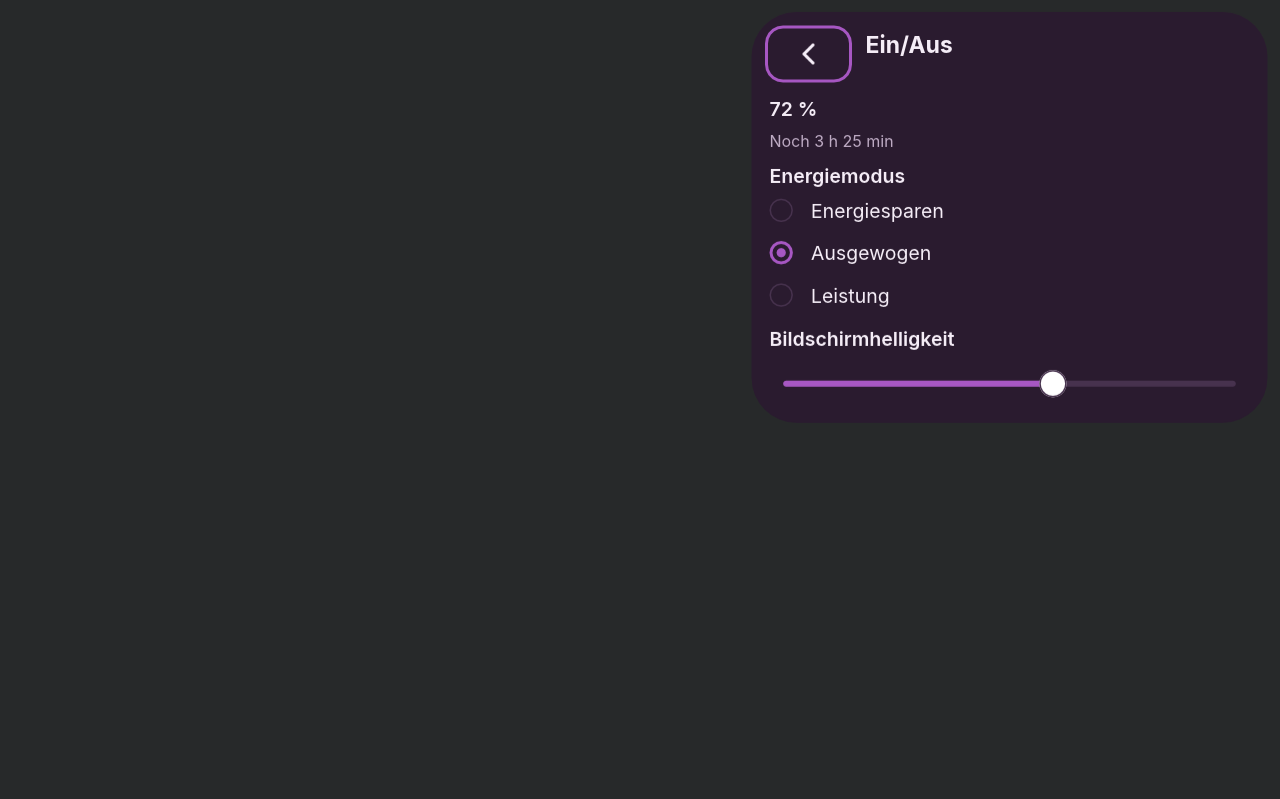 Ein/Aus
72 %
Noch 3 h 25 min
Energiemodus
Energiesparen
Ausgewogen
Leistung
Bildschirmhelligkeit